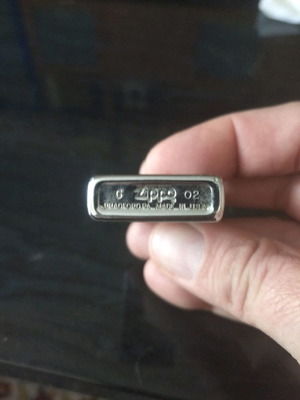 G Zippo 02
BRADFORD PA. MADE IN U.S.A.